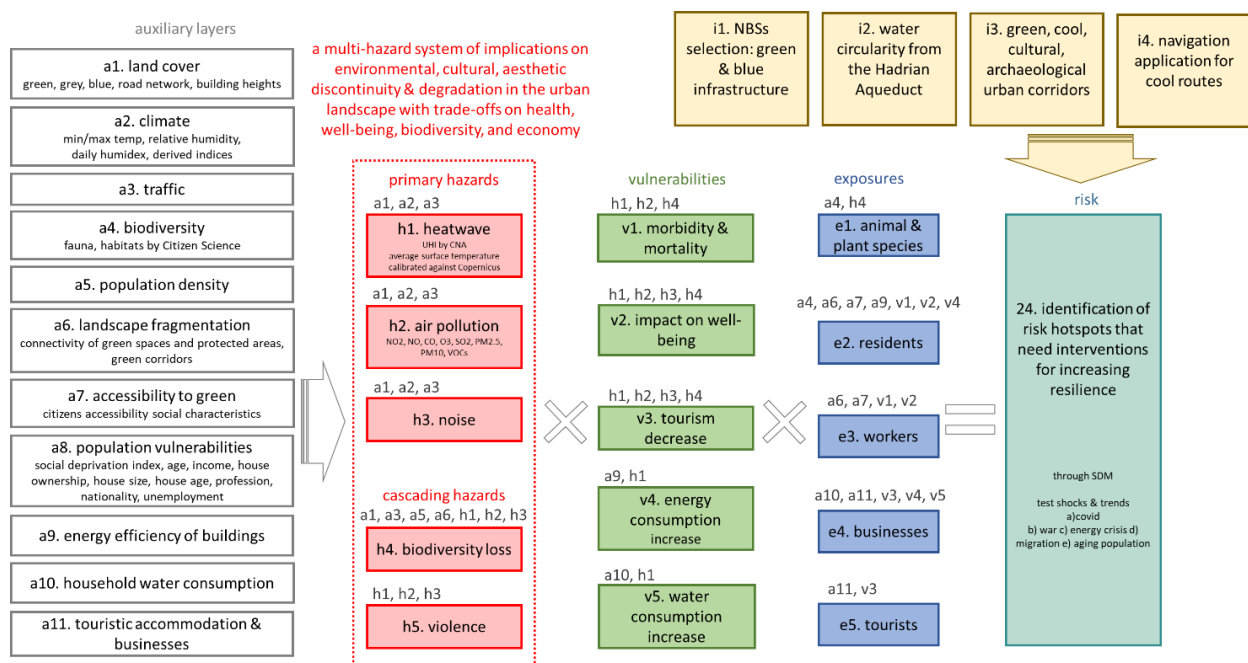 auxiliary layers
a1. land cover
green, grey, blue, road network, building heights
a2. climate
min/max temp, relative humidity,
daily humidex, derived indices
a3. traffic
a4. biodiversity
fauna, habitats by Citizen Science
a5. population density
a6. landscape fragmentation
connectivity of green spaces and protected areas,
green corridors
a7. accessibility to green
citizens accessibility social characteristics
a8. population vulnerabilities
social deprivation index, age, income, house
ownership, house size, house age, profession,
nationality, unemployment
a9. energy efficiency of buildings
a10. household water consumption
a11. touristic accommodation &
businesses
a multi-hazard system of implications on
environmental, cultural, aesthetic
discontinuity & degradation in the urban
landscape with trade-offs on health,
well-being, biodiversity, and economy
primary hazards
a1, a2, a3
h1. heatwave
UHI by CNA
average surface temperature
calibrated against Copernicus
a1, a2, a3
h2. air pollution
NO2, NO, CO, O3, SO2, PM2.5,
PM10, VOCs
a1, a2, a3
h3. noise
cascading hazards
a1, a3, a5, a6, h1, h2, h3
h4. biodiversity loss
h1, h2, h3
h5. violence
vulnerabilities
h1, h2, h4
v1. morbidity &
mortality
h1, h2, h3, h4
v2. impact on well-
being
h1, h2, h3, h4
v3. tourism
decrease
a9, h1
v4. energy
consumption
increase
a10, h1
v5. water
consumption
increase
exposures
a4, h4
e1. animal &
plant species
a4, a6, a7, a9, v1, v2, v4
e2. residents
a6, a7, v1, v2
e3. workers
a10, a11, v3, v4, v5
e4. businesses
a11, v3
e5. tourists
i1. NBSs
selection: green
& blue
infrastructure
i2. water
circularity from
the Hadrian
Aqueduct
i3. green, cool,
cultural,
archaeological
urban corridors
i4. navigation
application for
cool routes
risk
24. identification of
risk hotspots that
need interventions
for increasing
resilience
through SDM
test shocks & trends
a)covid
b) war c) energy crisis d)
migration e) aging population